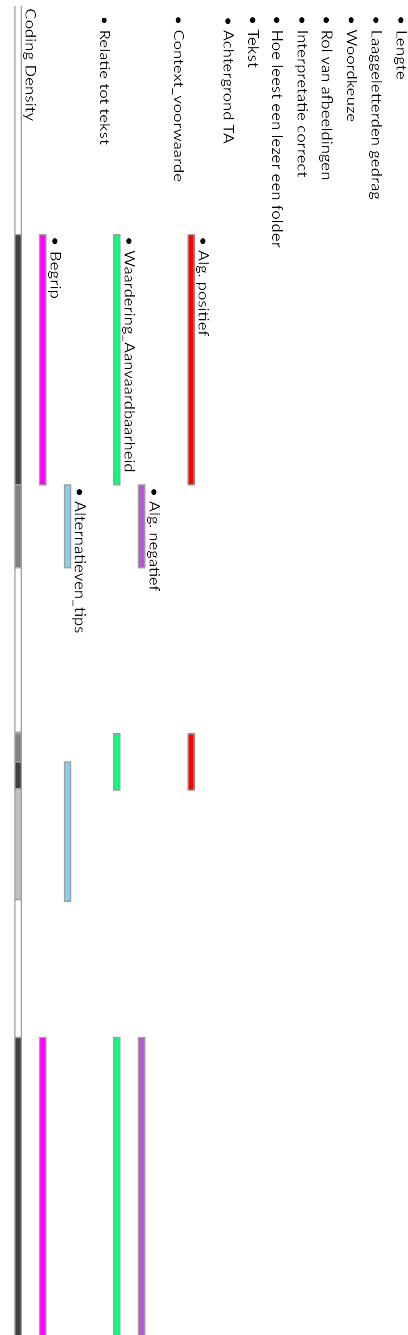 Lengte
Laaggeletterden gedrag
Woordkeuze
Rol van afbeeldingen
Interpretatie correct
Hoe leest een lezer een folder
Tekst
Achtergrond TA
Alg. positief
Context_voorwaarde
Alg. negatief
Waardering_Aanvaardbaarheid
Relatie tot tekst
Alternatieven_tips
Begrip
Coding Density